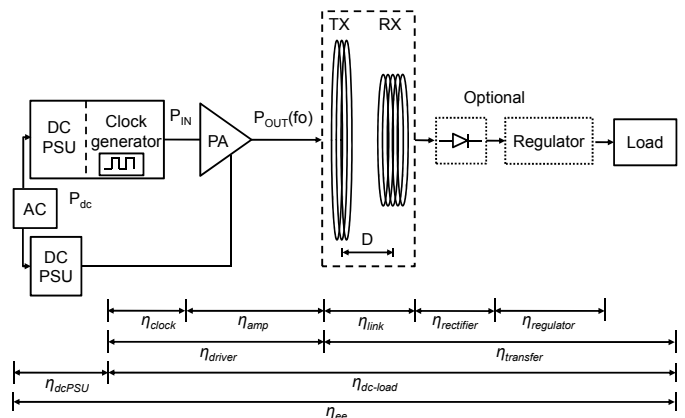 TX RX
Optional
DC PSU
Clock generator
P_IN
PA
P_OUT(fo)
Regulator
Load
AC
P_dc
DC PSU
D
η_clock η_amp η_link η_rectifier η_regulator
η_driver η_transfer
η_dcPSU η_dc-load
η_ee